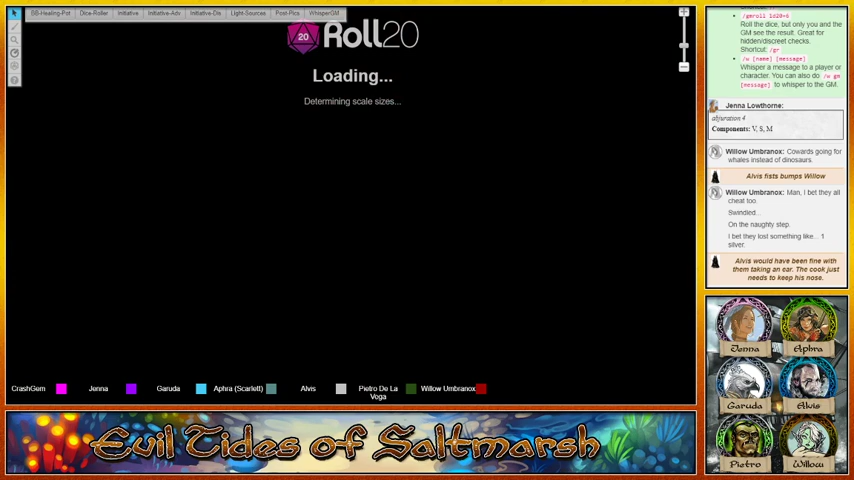 BB-Healing-Pot Dice-Roller Initiative Initiative-Adv Initiative-Dis Light-Sources Post-Pics WhisperGM
20 Roll20
Loading...
Determining scale sizes...
CrashGem Jenna Garuda Aphra (Scarlett) Alvis Pietro De La Voga Willow Umbranox
/gmroll 1d20+6
Roll the dice, but only you and the
GM see the result. Great for
hidden/discreet checks.
Shortcut: /gr
/w [name] [message]
Whisper a message to a player or
character. You can also do /w gm
[message] to whisper to the GM.
Jenna Lowthorne:
abjuration 4
Components: V, S, M
Willow Umbranox: Cowards going for
whales instead of dinosaurs.
Alvis fists bumps Willow
Willow Umbranox: Man, I bet they all
cheat too.
Swindled...
On the naughty step.
I bet they lost something like... 1
silver.
Alvis would have been fine with
them taking an ear. The cook just
needs to keep his nose.
Jenna Aphra
Garuda Alvis
Pietro Willow
Evil Tides of Saltmarsh